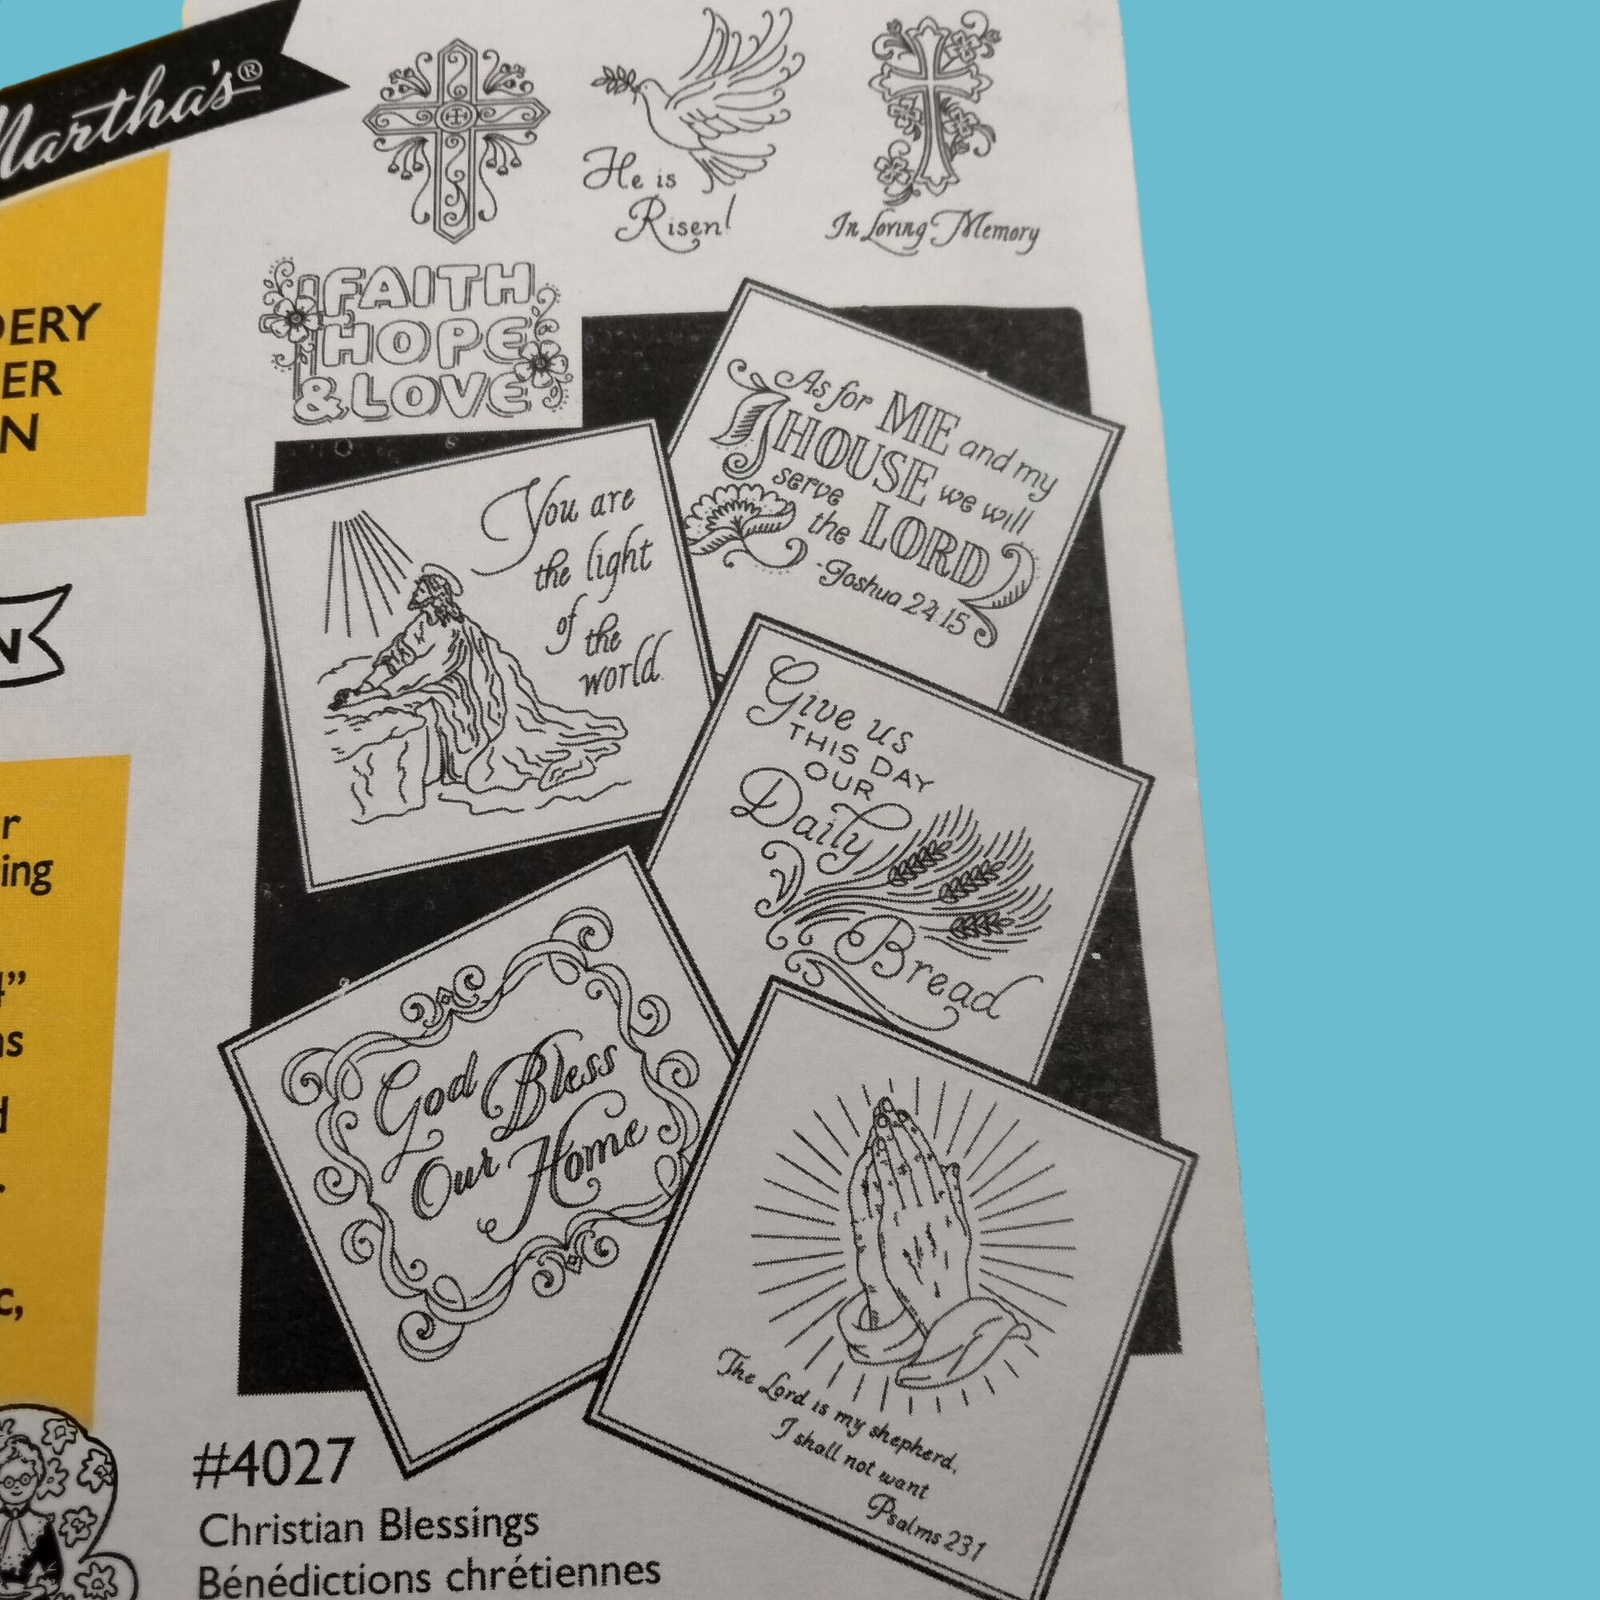 Martha's®
DERY
ER
N
N
r
ing
4"
ns
d
r
c,
He is
Risen!
In Loving Memory
FAITH
HOPE
& LOVE
As for ME and my
HOUSE we will
serve the LORD
-Joshua 24:15
You are
the light
of the
world.
Give us
THIS DAY
OUR
Daily
Bread
God Bless
Our Home
The Lord is my shepherd,
I shall not want
Psalms 23:1
#4027
Christian Blessings
Bénédictions chrétiennes